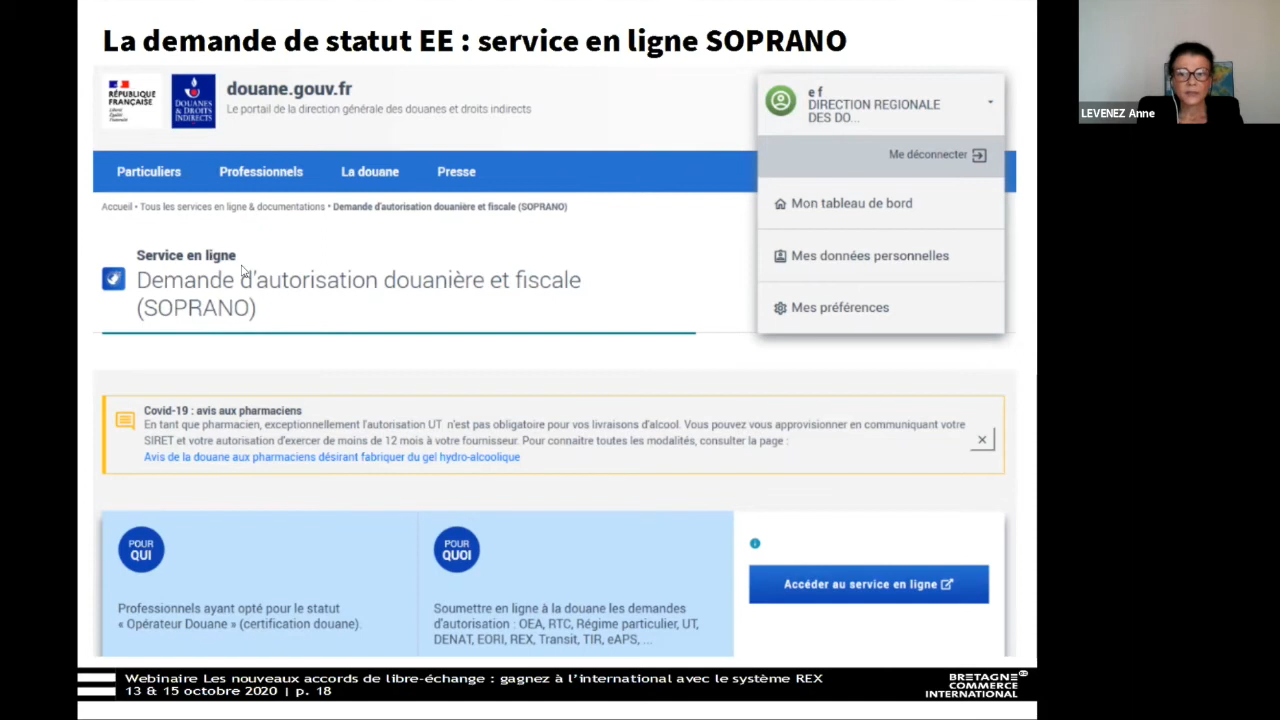 La demande de statut EE : service en ligne SOPRANO
RÉPUBLIQUE
FRANÇAISE
Liberté
Égalité
Fraternité
DOUANES
& DROITS
INDIRECTS
douane.gouv.fr
Le portail de la direction générale des douanes et droits indirects
e f
DIRECTION REGIONALE
DES DO...
Me déconnecter
Particuliers Professionnels La douane Presse
Mon tableau de bord
Accueil • Tous les services en ligne & documentations • Demande d'autorisation douanière et fiscale (SOPRANO)
Mes données personnelles
Mes préférences
Service en ligne
Demande d'autorisation douanière et fiscale
(SOPRANO)
Covid-19 : avis aux pharmaciens
En tant que pharmacien, exceptionnellement l'autorisation UT n'est pas obligatoire pour vos livraisons d'alcool. Vous pouvez vous approvisionner en communiquant votre
SIRET et votre autorisation d'exercer de moins de 12 mois à votre fournisseur. Pour connaitre toutes les modalités, consulter la page :
Avis de la douane aux pharmaciens désirant fabriquer du gel hydro-alcoolique
POUR
QUI
Professionnels ayant opté pour le statut
« Opérateur Douane » (certification douane).
POUR
QUOI
Soumettre en ligne à la douane les demandes
d'autorisation : OEA, RTC, Régime particulier, UT,
DENAT, EORI, REX, Transit, TIR, eAPS, ...
Accéder au service en ligne
Webinaire Les nouveaux accords de libre-échange : gagnez à l'international avec le système REX
13 & 15 octobre 2020 | p. 18
BRETAGNE
COMMERCE
INTERNATIONAL
LEVENEZ Anne